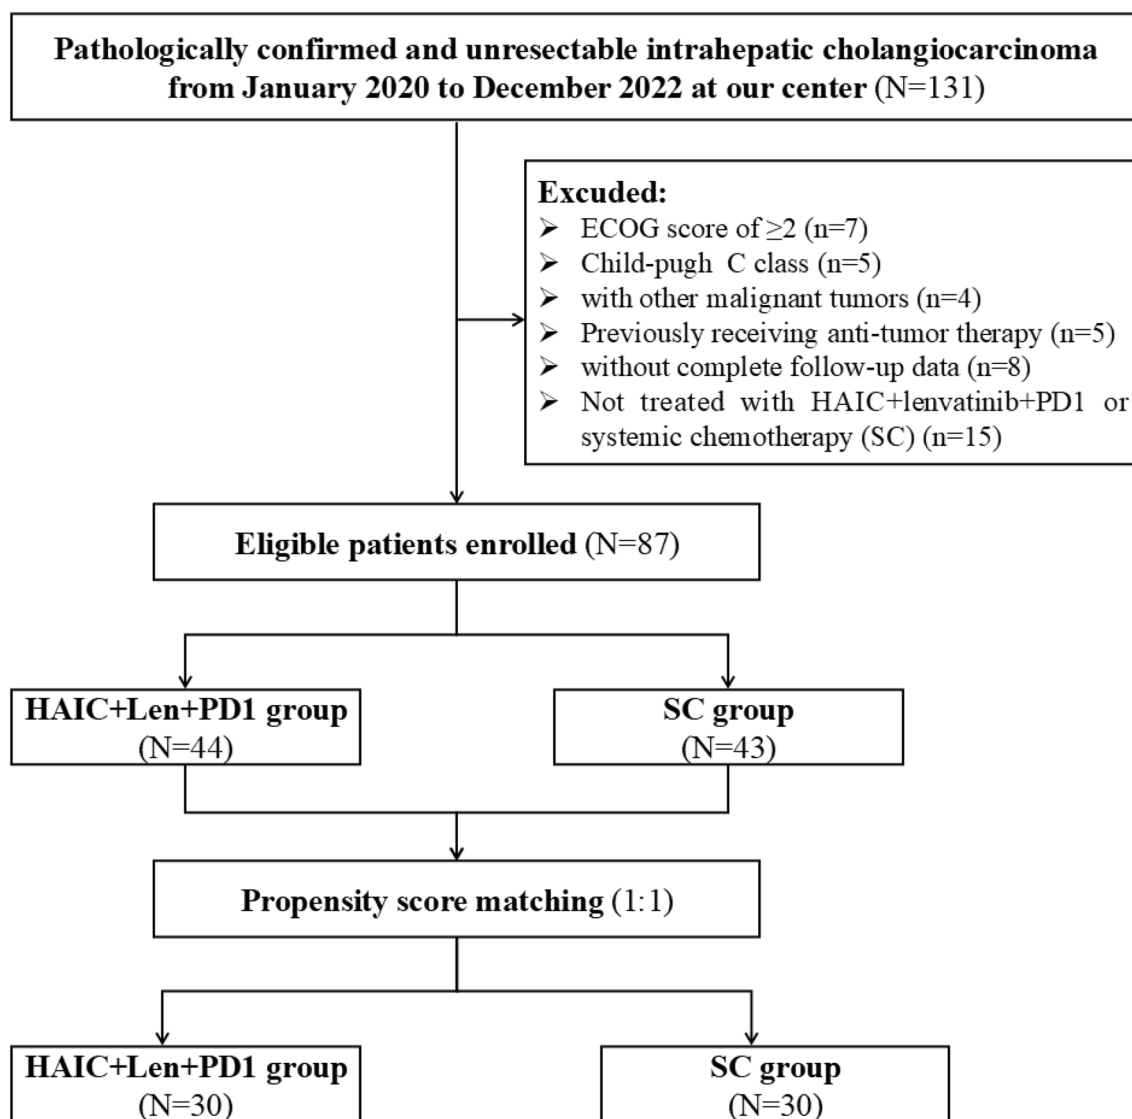 Pathologically confirmed and unresectable intrahepatic cholangiocarcinoma
from January 2020 to December 2022 at our center (N=131)
Excuded:
➢ ECOG score of ≥2 (n=7)
➢ Child-pugh C class (n=5)
➢ with other malignant tumors (n=4)
➢ Previously receiving anti-tumor therapy (n=5)
➢ without complete follow-up data (n=8)
➢ Not treated with HAIC+lenvatinib+PD1 or
systemic chemotherapy (SC) (n=15)
Eligible patients enrolled (N=87)
HAIC+Len+PD1 group
(N=44)
SC group
(N=43)
Propensity score matching (1:1)
HAIC+Len+PD1 group
(N=30)
SC group
(N=30)